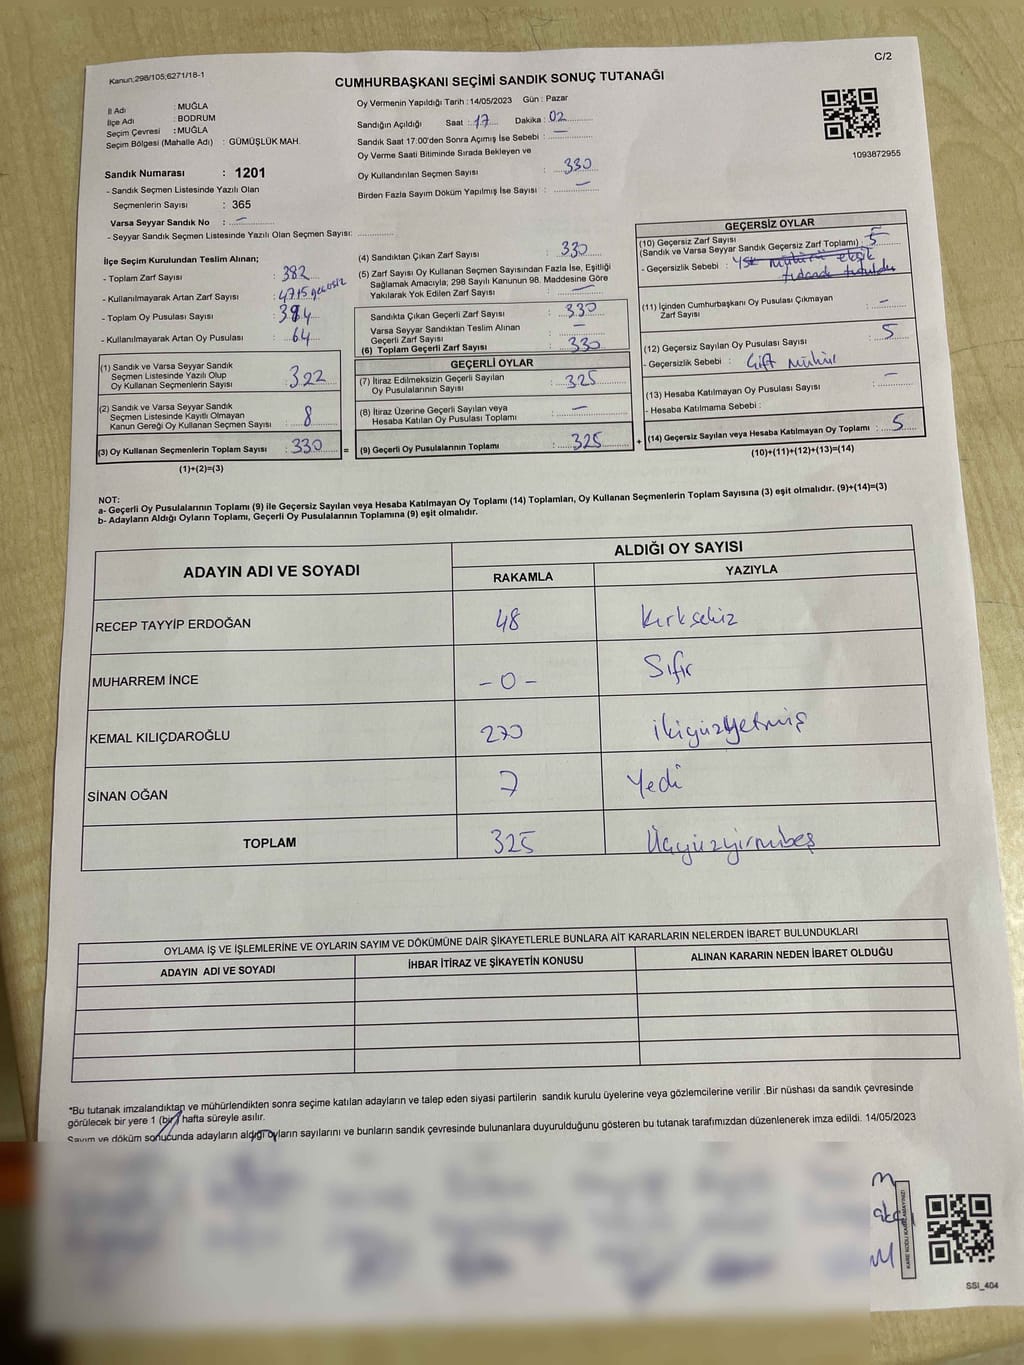 Kanun;298/105;6271/18-1
C/2
CUMHURBAŞKANI SEÇİMİ SANDIK SONUÇ TUTANAĞI
İl Adı : MUĞLA
İlçe Adı : BODRUM
Seçim Çevresi : MUĞLA
Seçim Bölgesi (Mahalle Adı) : GÜMÜŞLÜK MAH.
Sandık Numarası : 1201
- Sandık Seçmen Listesinde Yazılı Olan
Seçmenlerin Sayısı : 365
Varsa Seyyar Sandık No : –
- Seyyar Sandık Seçmen Listesinde Yazılı Olan Seçmen Sayısı:
Oy Vermenin Yapıldığı Tarih : 14/05/2023 Gün : Pazar
Sandığın Açıldığı Saat : 17 Dakika : 02
Sandık Saat 17:00'den Sonra Açımış İse Sebebi : –
Oy Verme Saati Bitiminde Sırada Bekleyen ve
Oy Kullandırılan Seçmen Sayısı : 330
Birden Fazla Sayım Döküm Yapılmış İse Sayısı : –
1093872955
İlçe Seçim Kurulundan Teslim Alınan;
- Toplam Zarf Sayısı : 382
- Kullanılmayarak Artan Zarf Sayısı :
- Toplam Oy Pusulası Sayısı :
- Kullanılmayarak Artan Oy Pusulası : 64
(1) Sandık ve Varsa Seyyar Sandık
Seçmen Listesinde Yazılı Olup
Oy Kullanan Seçmenlerin Sayısı : 322
(2) Sandık ve Varsa Seyyar Sandık
Seçmen Listesinde Kayıtlı Olmayan
Kanun Gereği Oy Kullanan Seçmen Sayısı : 8
(3) Oy Kullanan Seçmenlerin Toplam Sayısı : 330
(1)+(2)=(3)
(4) Sandıktan Çıkan Zarf Sayısı : 330
(5) Zarf Sayısı Oy Kullanan Seçmen Sayısından Fazla İse, Eşitliği
Sağlamak Amacıyla; 298 Sayılı Kanunun 98. Maddesine Göre
Yakılarak Yok Edilen Zarf Sayısı : –
Sandıkta Çıkan Geçerli Zarf Sayısı : 330
Varsa Seyyar Sandıktan Teslim Alınan
Geçerli Zarf Sayısı : –
(6) Toplam Geçerli Zarf Sayısı : 330
=
GEÇERLİ OYLAR
(7) İtiraz Edilmeksizin Geçerli Sayılan
Oy Pusulalarının Sayısı : 325
(8) İtiraz Üzerine Geçerli Sayılan veya
Hesaba Katılan Oy Pusulası Toplamı : –
(9) Geçerli Oy Pusulalarının Toplamı : 325
+
GEÇERSİZ OYLAR
(10) Geçersiz Zarf Sayısı
(Sandık ve Varsa Seyyar Sandık Geçersiz Zarf Toplamı) : 5
- Geçersizlik Sebebi : YSK mührü eksik
tutuldu
(11) İçinden Cumhurbaşkanı Oy Pusulası Çıkmayan
Zarf Sayısı : –
(12) Geçersiz Sayılan Oy Pusulası Sayısı : 5
- Geçersizlik Sebebi : Çift Mühür
(13) Hesaba Katılmayan Oy Pusulası Sayısı : –
- Hesaba Katılmama Sebebi :
(14) Geçersiz Sayılan veya Hesaba Katılmayan Oy Toplamı : 5
(10)+(11)+(12)+(13)=(14)
NOT:
a- Geçerli Oy Pusulalarının Toplamı (9) ile Geçersiz Sayılan veya Hesaba Katılmayan Oy Toplamı (14) Toplamları, Oy Kullanan Seçmenlerin Toplam Sayısına (3) eşit olmalıdır. (9)+(14)=(3)
b- Adayların Aldığı Oyların Toplamı, Geçerli Oy Pusulalarının Toplamına (9) eşit olmalıdır.
ADAYIN ADI VE SOYADI ALDIĞI OY SAYISI
RAKAMLA YAZIYLA
RECEP TAYYİP ERDOĞAN 48 Kırksekiz
MUHARREM İNCE - 0 - Sıfır
KEMAL KILIÇDAROĞLU 270 ikiyüzyetmiş
SİNAN OĞAN 7 Yedi
TOPLAM 325 Üçyüzyirmibeş
OYLAMA İŞ VE İŞLEMLERİNE VE OYLARIN SAYIM VE DÖKÜMÜNE DAİR ŞİKAYETLERLE BUNLARA AİT KARARLARIN NELERDEN İBARET BULUNDUKLARI
ADAYIN ADI VE SOYADI İHBAR İTİRAZ VE ŞİKAYETİN KONUSU ALINAN KARARIN NEDEN İBARET OLDUĞU
*Bu tutanak imzalandıktan ve mühürlendikten sonra seçime katılan adayların ve talep eden siyasi partilerin sandık kurulu üyelerine veya gözlemcilerine verilir .Bir nüshası da sandık çevresinde
görülecek bir yere 1 (bir) hafta süreyle asılır.
Sayım ve döküm sonucunda adayların aldığı oyların sayılarını ve bunların sandık çevresinde bulunanlara duyurulduğunu gösteren bu tutanak tarafımızdan düzenlenerek imza edildi. 14/05/2023
KARE KODU KARALAMAYINIZ!
SSI_404